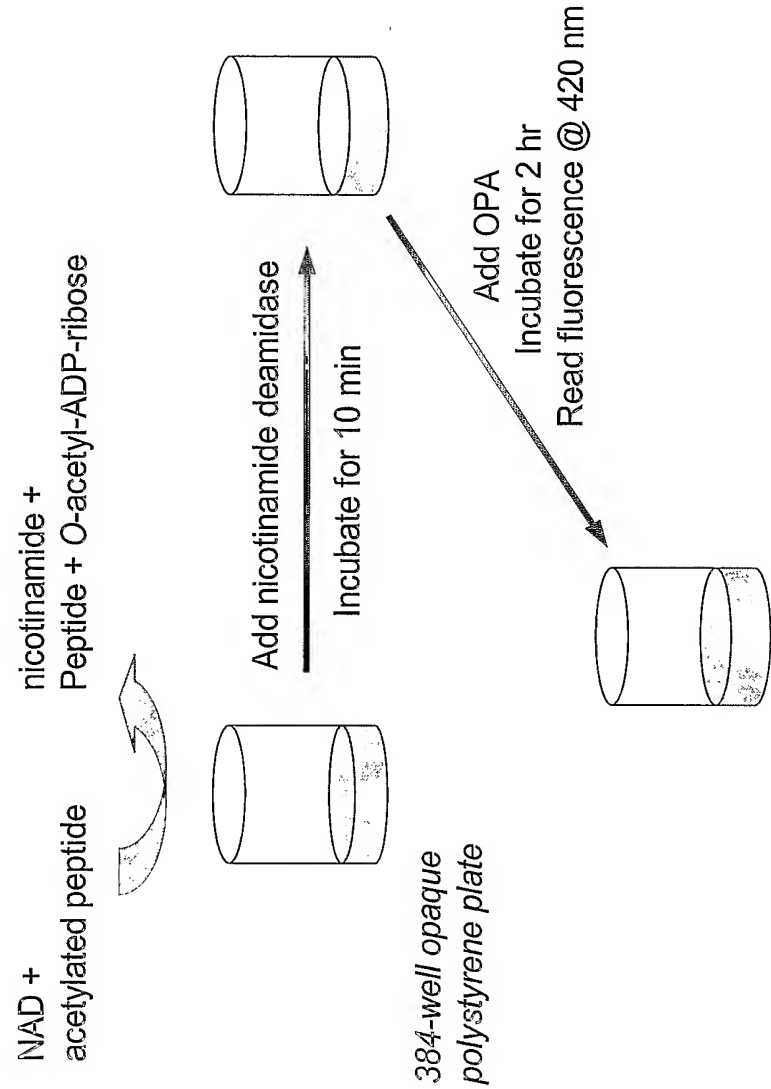 NAD +
acetylated peptide
nicotinamide +
Peptide + O-acetyl-ADP-ribose
384-well opaque
polystyrene plate
Add nicotinamide deamidase
Incubate for 10 min
Add OPA
Incubate for 2 hr
Read fluorescence @ 420 nm